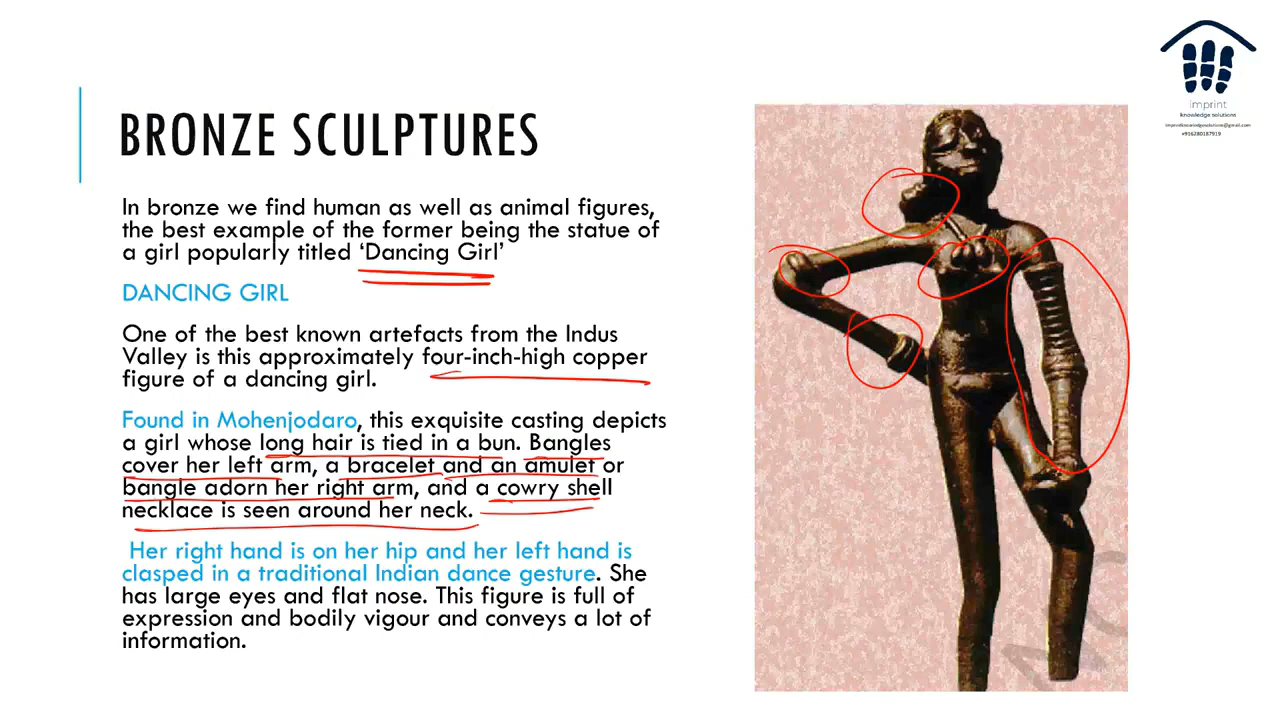 imprint
knowledge solutions
imprintknowledgesolutions@gmail.com
+916280187919
BRONZE SCULPTURES
In bronze we find human as well as animal figures,
the best example of the former being the statue of
a girl popularly titled ‘Dancing Girl’
DANCING GIRL
One of the best known artefacts from the Indus
Valley is this approximately four-inch-high copper
figure of a dancing girl.
Found in Mohenjodaro, this exquisite casting depicts
a girl whose long hair is tied in a bun. Bangles
cover her left arm, a bracelet and an amulet or
bangle adorn her right arm, and a cowry shell
necklace is seen around her neck.
Her right hand is on her hip and her left hand is
clasped in a traditional Indian dance gesture. She
has large eyes and flat nose. This figure is full of
expression and bodily vigour and conveys a lot of
information.